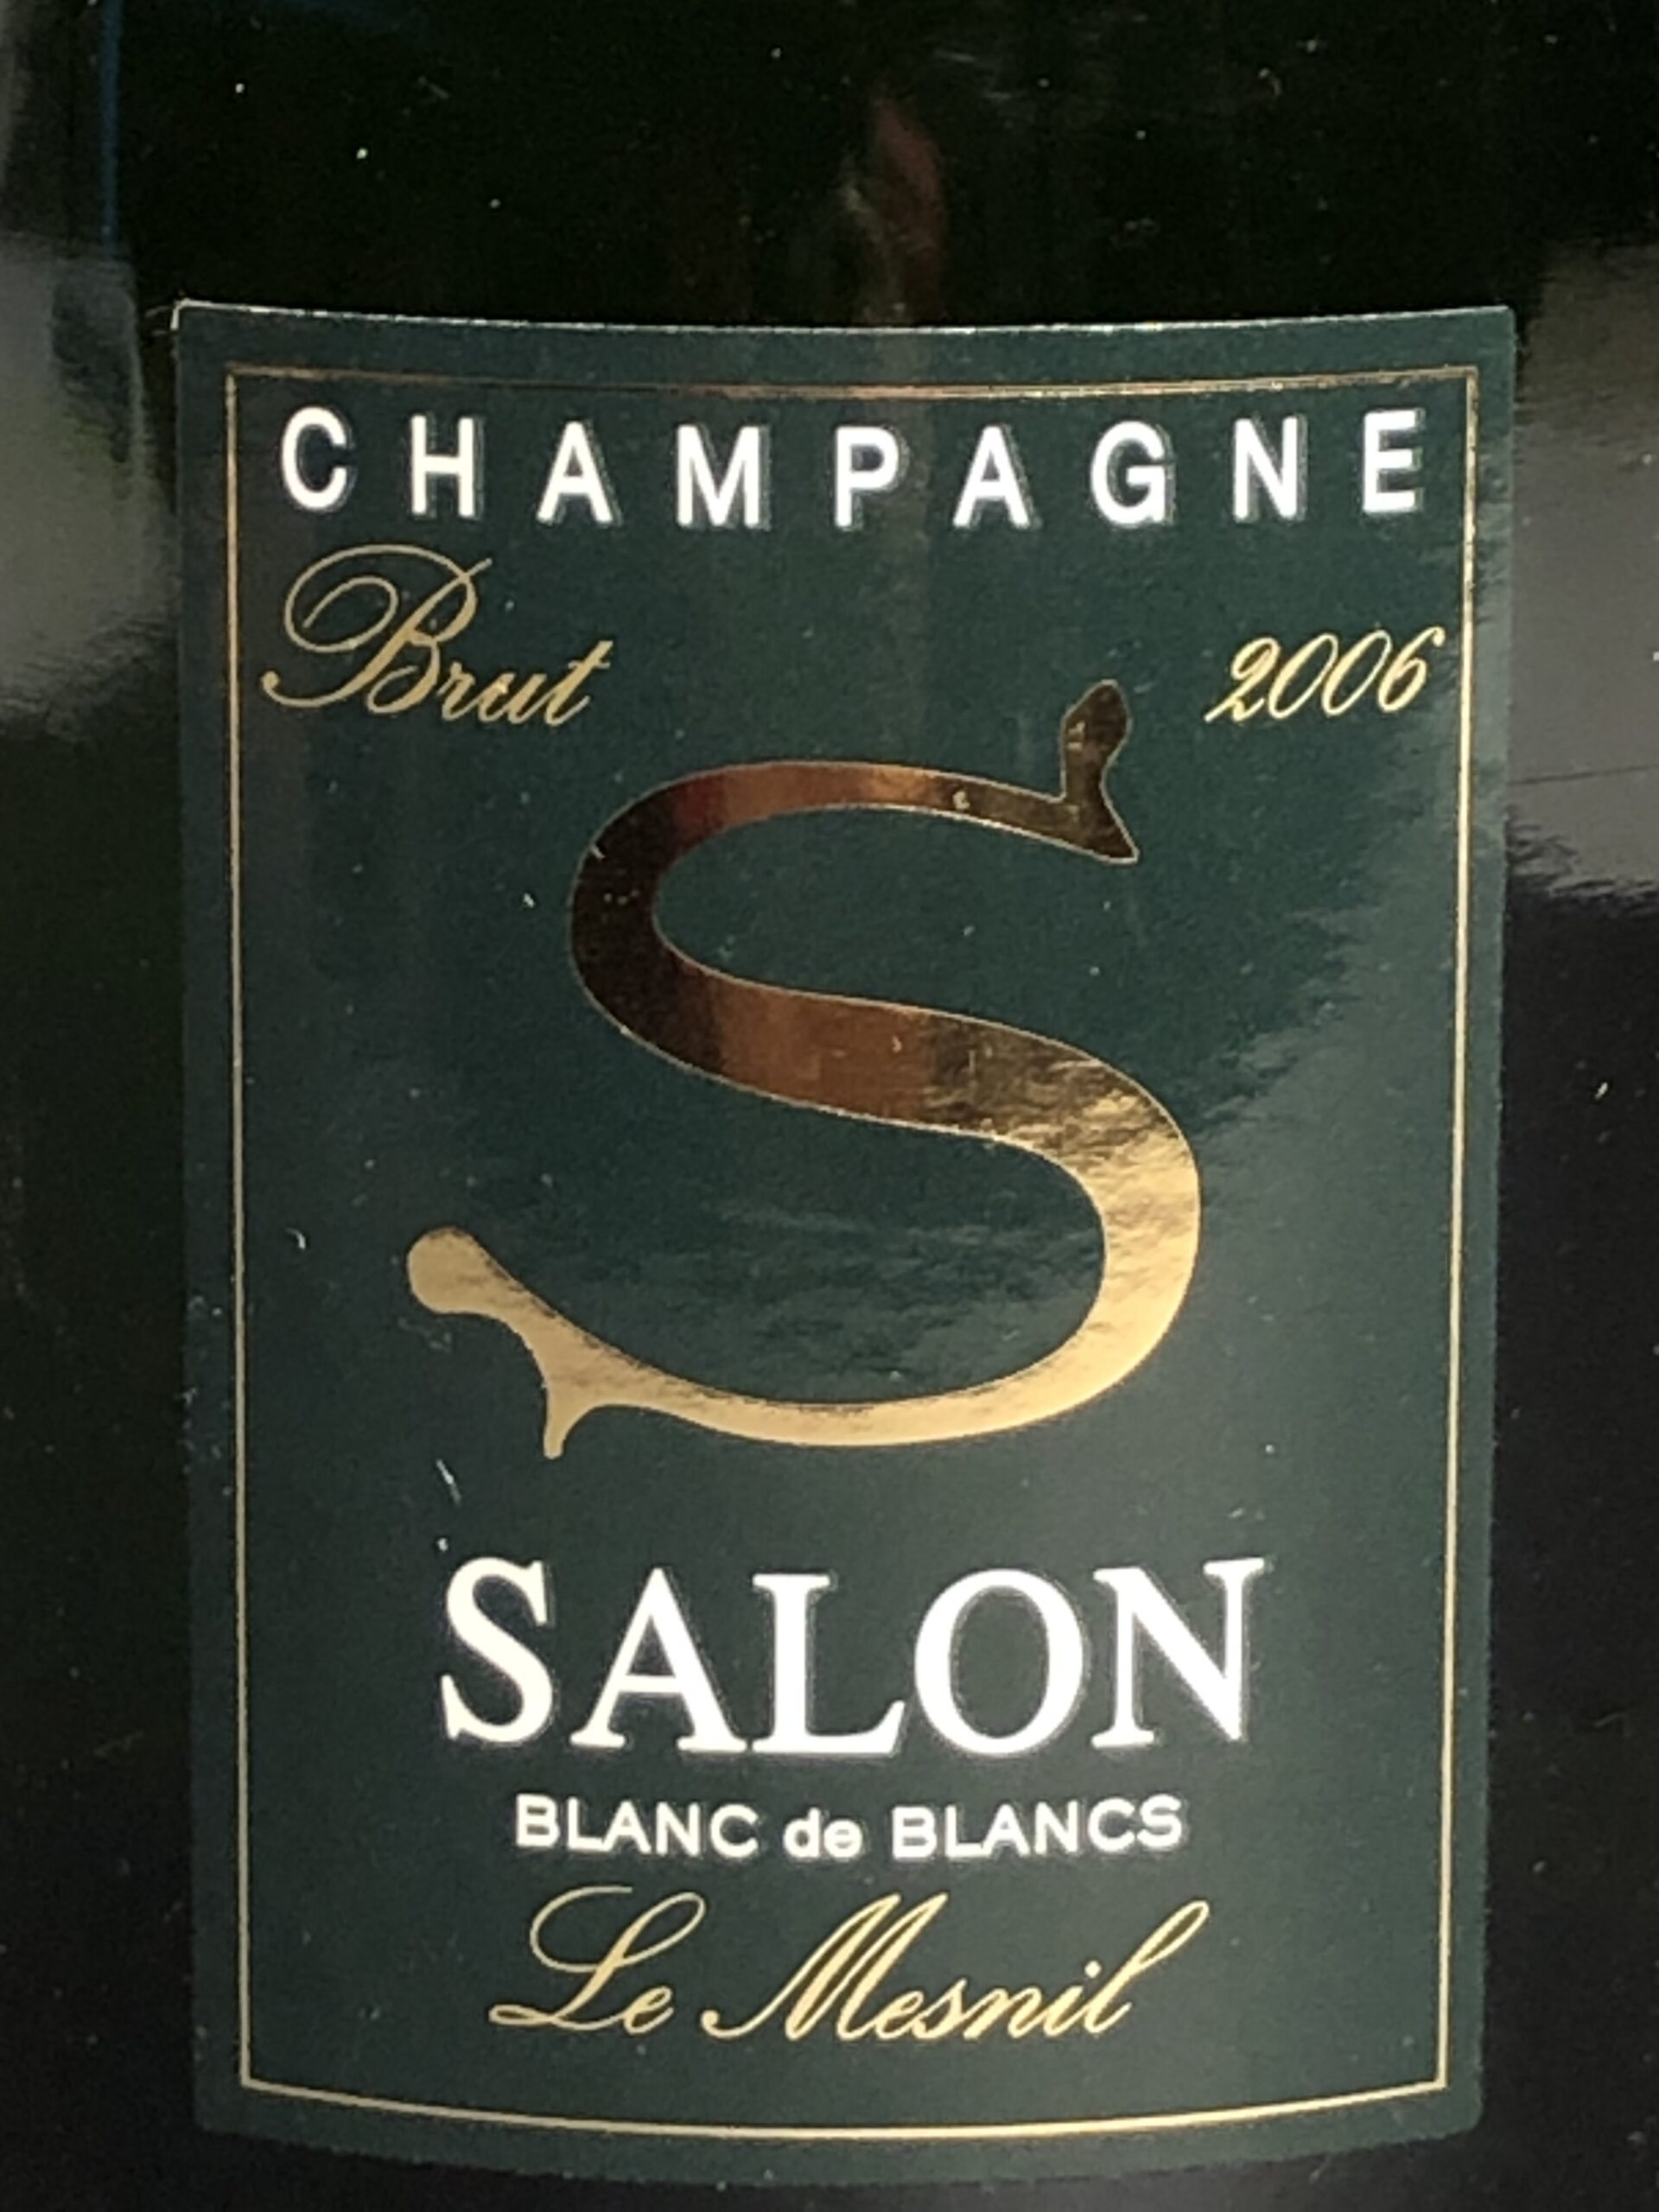 CHAMPAGNE
Brut 2006
S
SALON
BLANC de BLANCS
Le Mesnil